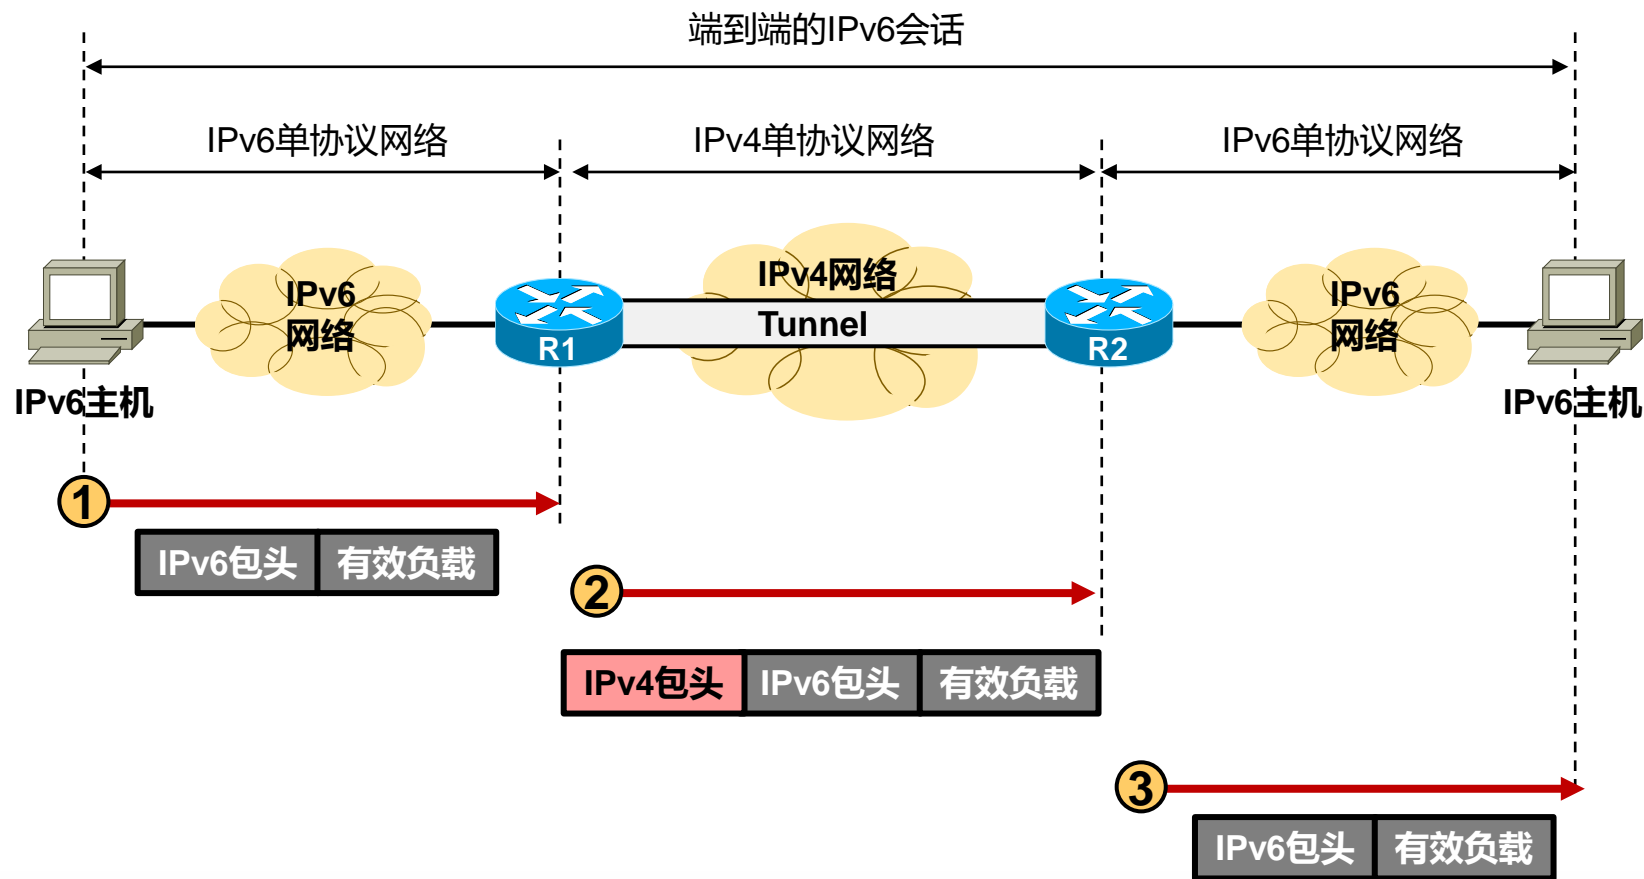 端到端的IPv6会话
IPv6单协议网络
IPv4单协议网络
IPv6单协议网络
IPv6
网络
IPv4网络
Tunnel
R1
R2
IPv6
网络
IPv6主机
IPv6主机
1
IPv6包头 有效负载
2
IPv4包头 IPv6包头 有效负载
3
IPv6包头 有效负载